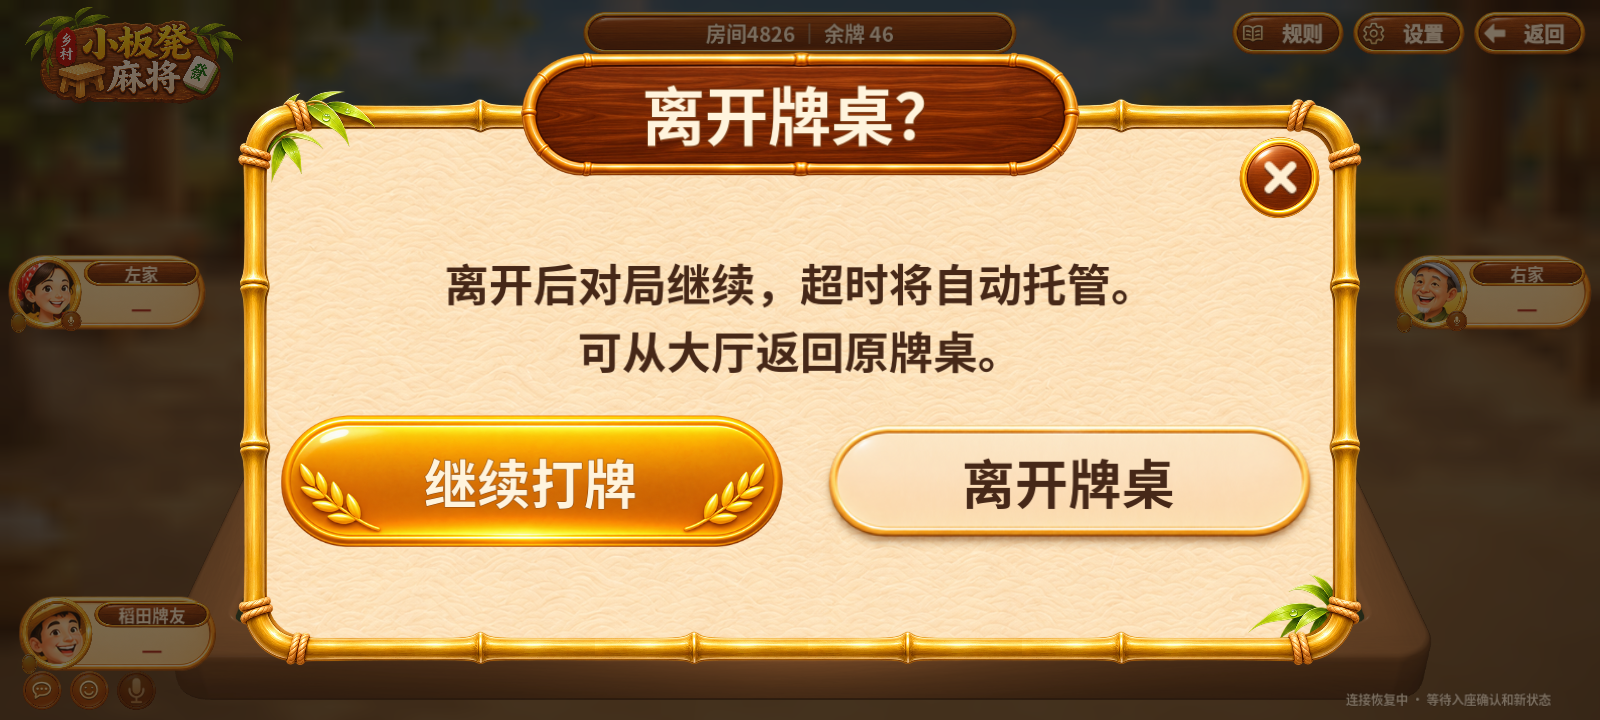 乡村
小板發
麻将
發
房间4826 | 余牌 46
规则
设置
返回
离开牌桌？
左家
右家
离开后对局继续，超时将自动托管。
可从大厅返回原牌桌。
继续打牌
离开牌桌
稻田牌友
连接恢复中 · 等待入座确认和新状态